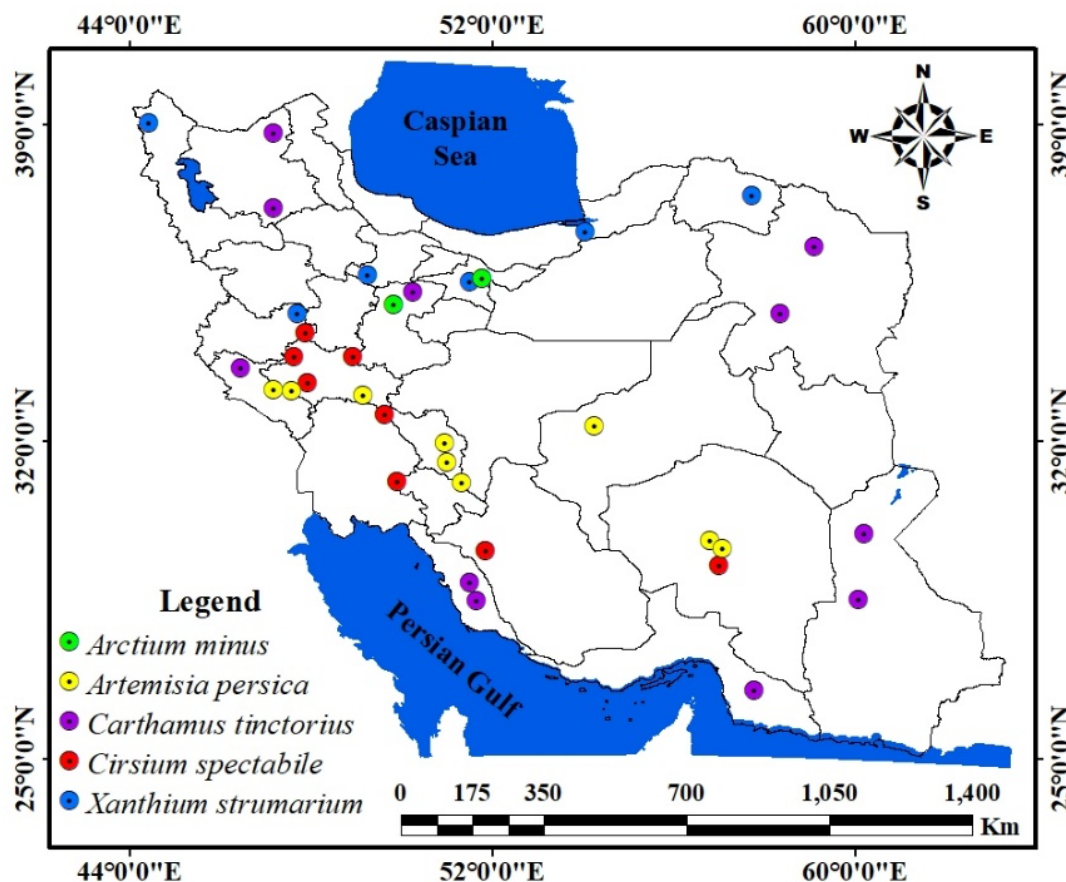 44°0'0"E 52°0'0"E 60°0'0"E
39°0'0"N
39°0'0"N
Caspian
Sea
N
W E
S
32°0'0"N
32°0'0"N
Legend
Arctium minus
Artemisia persica
Carthamus tinctorius
Cirsium spectabile
Xanthium strumarium
Persian Gulf
25°0'0"N
25°0'0"N
0 175 350 700 1,050 1,400
Km
44°0'0"E 52°0'0"E 60°0'0"E